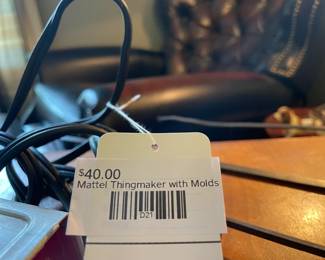 $40.00
Mattel Thingmaker with Molds
D21